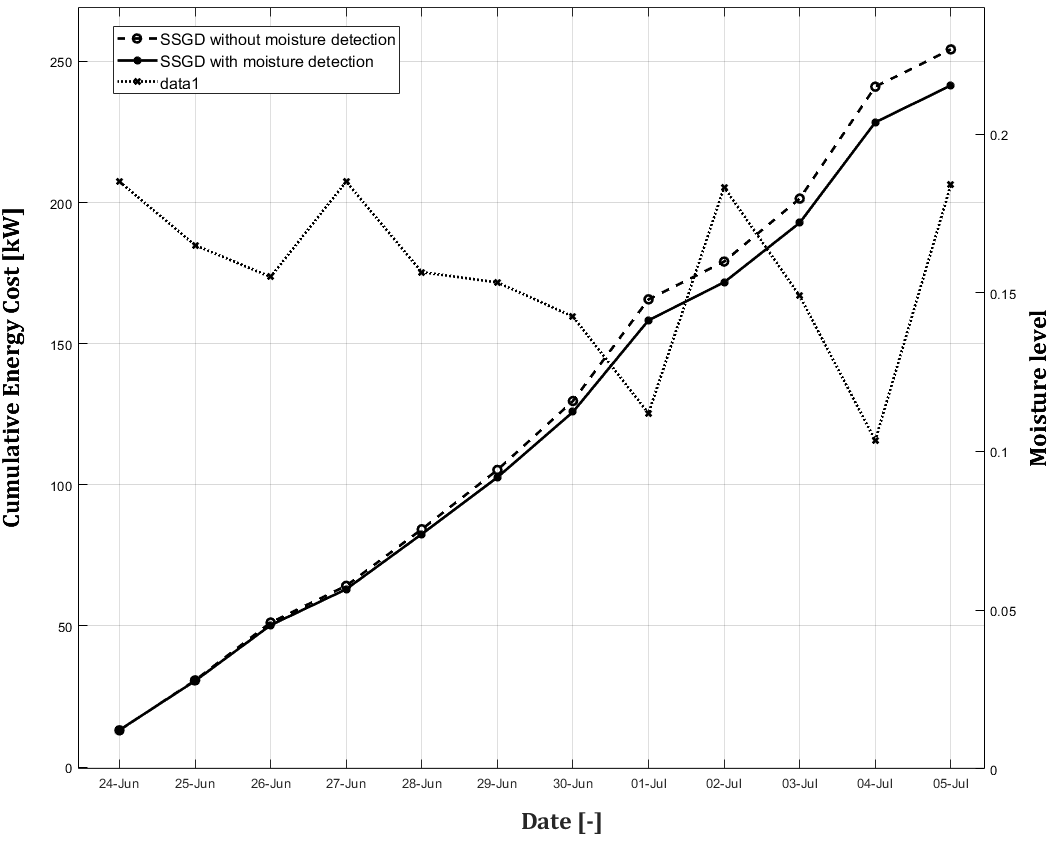 SSGD without moisture detection
SSGD with moisture detection
data1
Cumulative Energy Cost [kW]
250
200
150
100
50
0
0.2
0.15
0.1
0.05
0
Moisture level
24-Jun 25-Jun 26-Jun 27-Jun 28-Jun 29-Jun 30-Jun 01-Jul 02-Jul 03-Jul 04-Jul 05-Jul
Date [-]